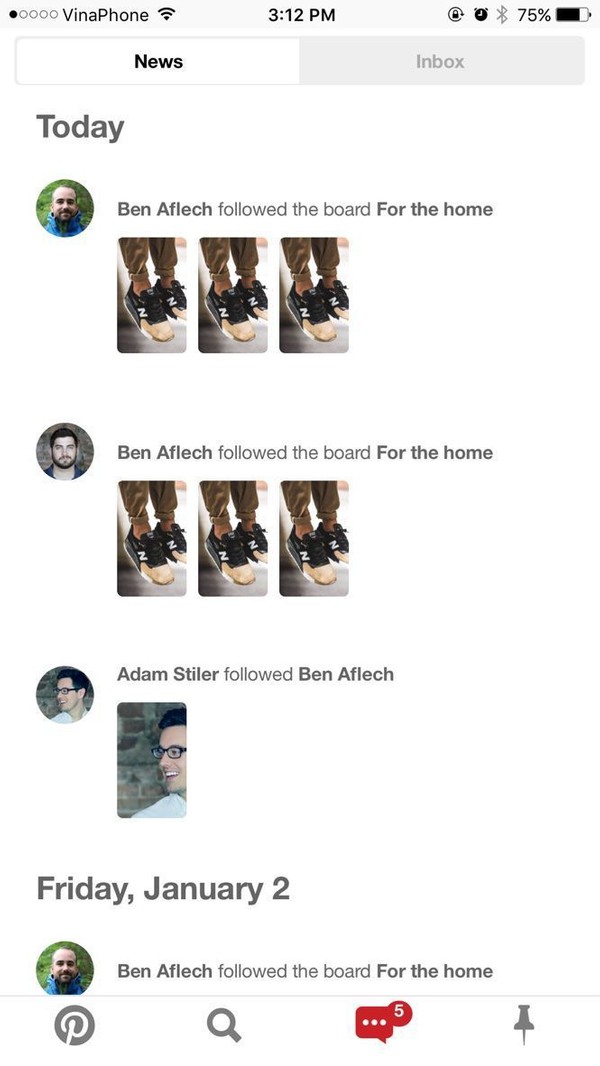 VinaPhone 3:12 PM 75%
News Inbox
Today
Ben Aflech followed the board For the home
N N N
Ben Aflech followed the board For the home
N N N
Adam Stiler followed Ben Aflech
Friday, January 2
Ben Aflech followed the board For the home
5